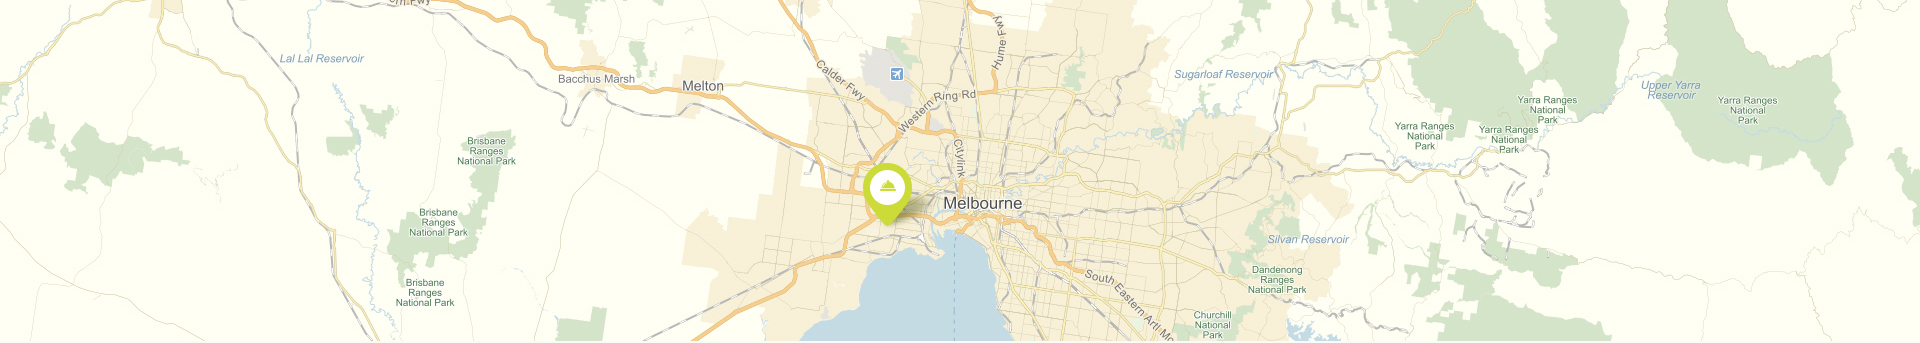 Hume Fwy
Lal Lal Reservoir
Bacchus Marsh
Melton
Calder Fwy
Western Ring Rd
Sugarloaf Reservoir
Upper Yarra
Reservoir
Yarra Ranges
National
Park
Yarra Ranges
National
Park
Yarra Ranges
National
Park
Yarra Ranges
National
Park
Brisbane
Ranges
National Park
Citylink
Melbourne
Brisbane
Ranges
National Park
Silvan Reservoir
Dandenong
Ranges
National Park
South Eastern Artl
Brisbane
Ranges
National Park
Churchill
National
Park